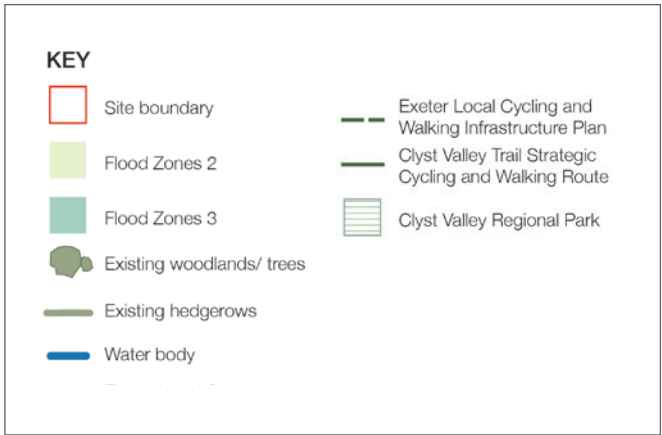 KEY
Site boundary
Flood Zones 2
Flood Zones 3
Existing woodlands/ trees
Existing hedgerows
Water body
Exeter Local Cycling and
Walking Infrastructure Plan
Clyst Valley Trail Strategic
Cycling and Walking Route
Clyst Valley Regional Park